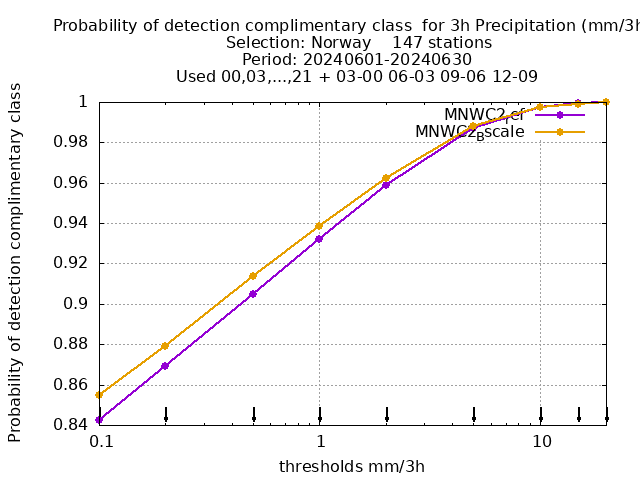 Probability of detection complimentary class  for 3h Precipitation (mm/3h
Selection: Norway    147 stations
Period: 20240601-20240630
Used 00,03,...,21 + 03-00 06-03 09-06 12-09
Probability of detection complimentary class
1
0.98
0.96
0.94
0.92
0.9
0.88
0.86
0.84
MNWC2_ref
MNWC2_Bscale
0.1
1
10
thresholds mm/3h